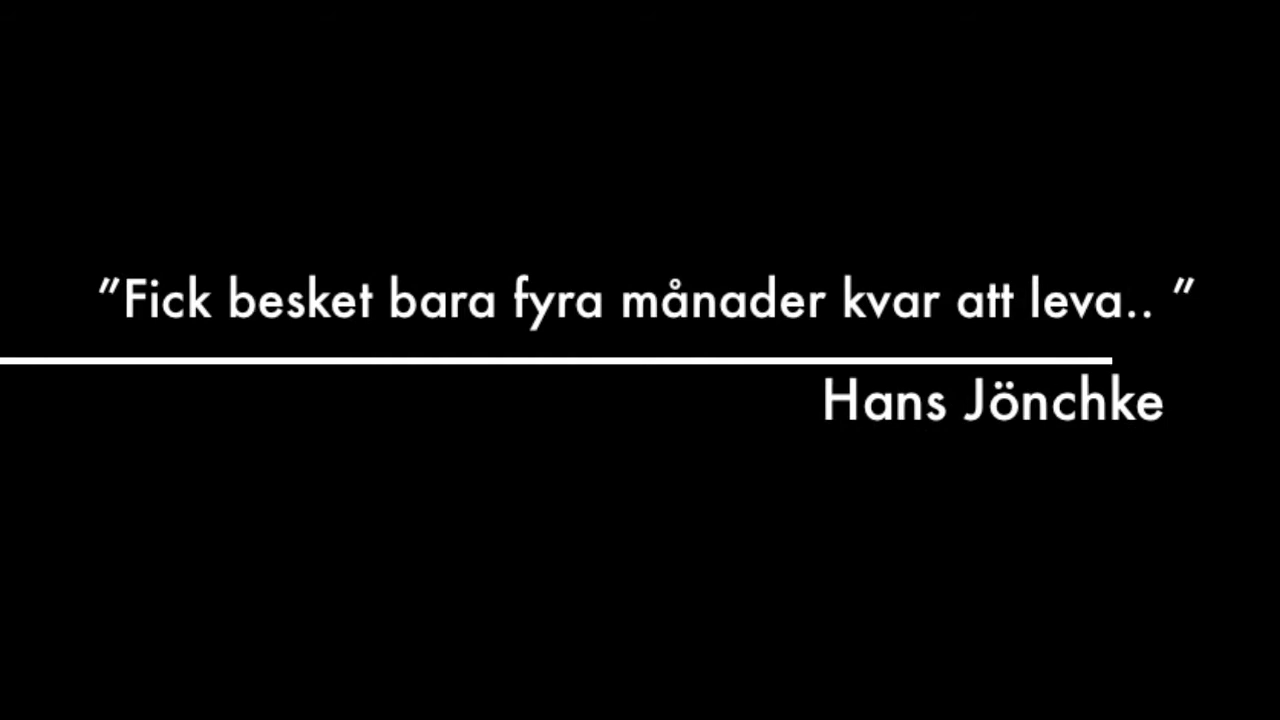 ”Fick besket bara fyra månader kvar att leva.. ”
Hans Jönchke